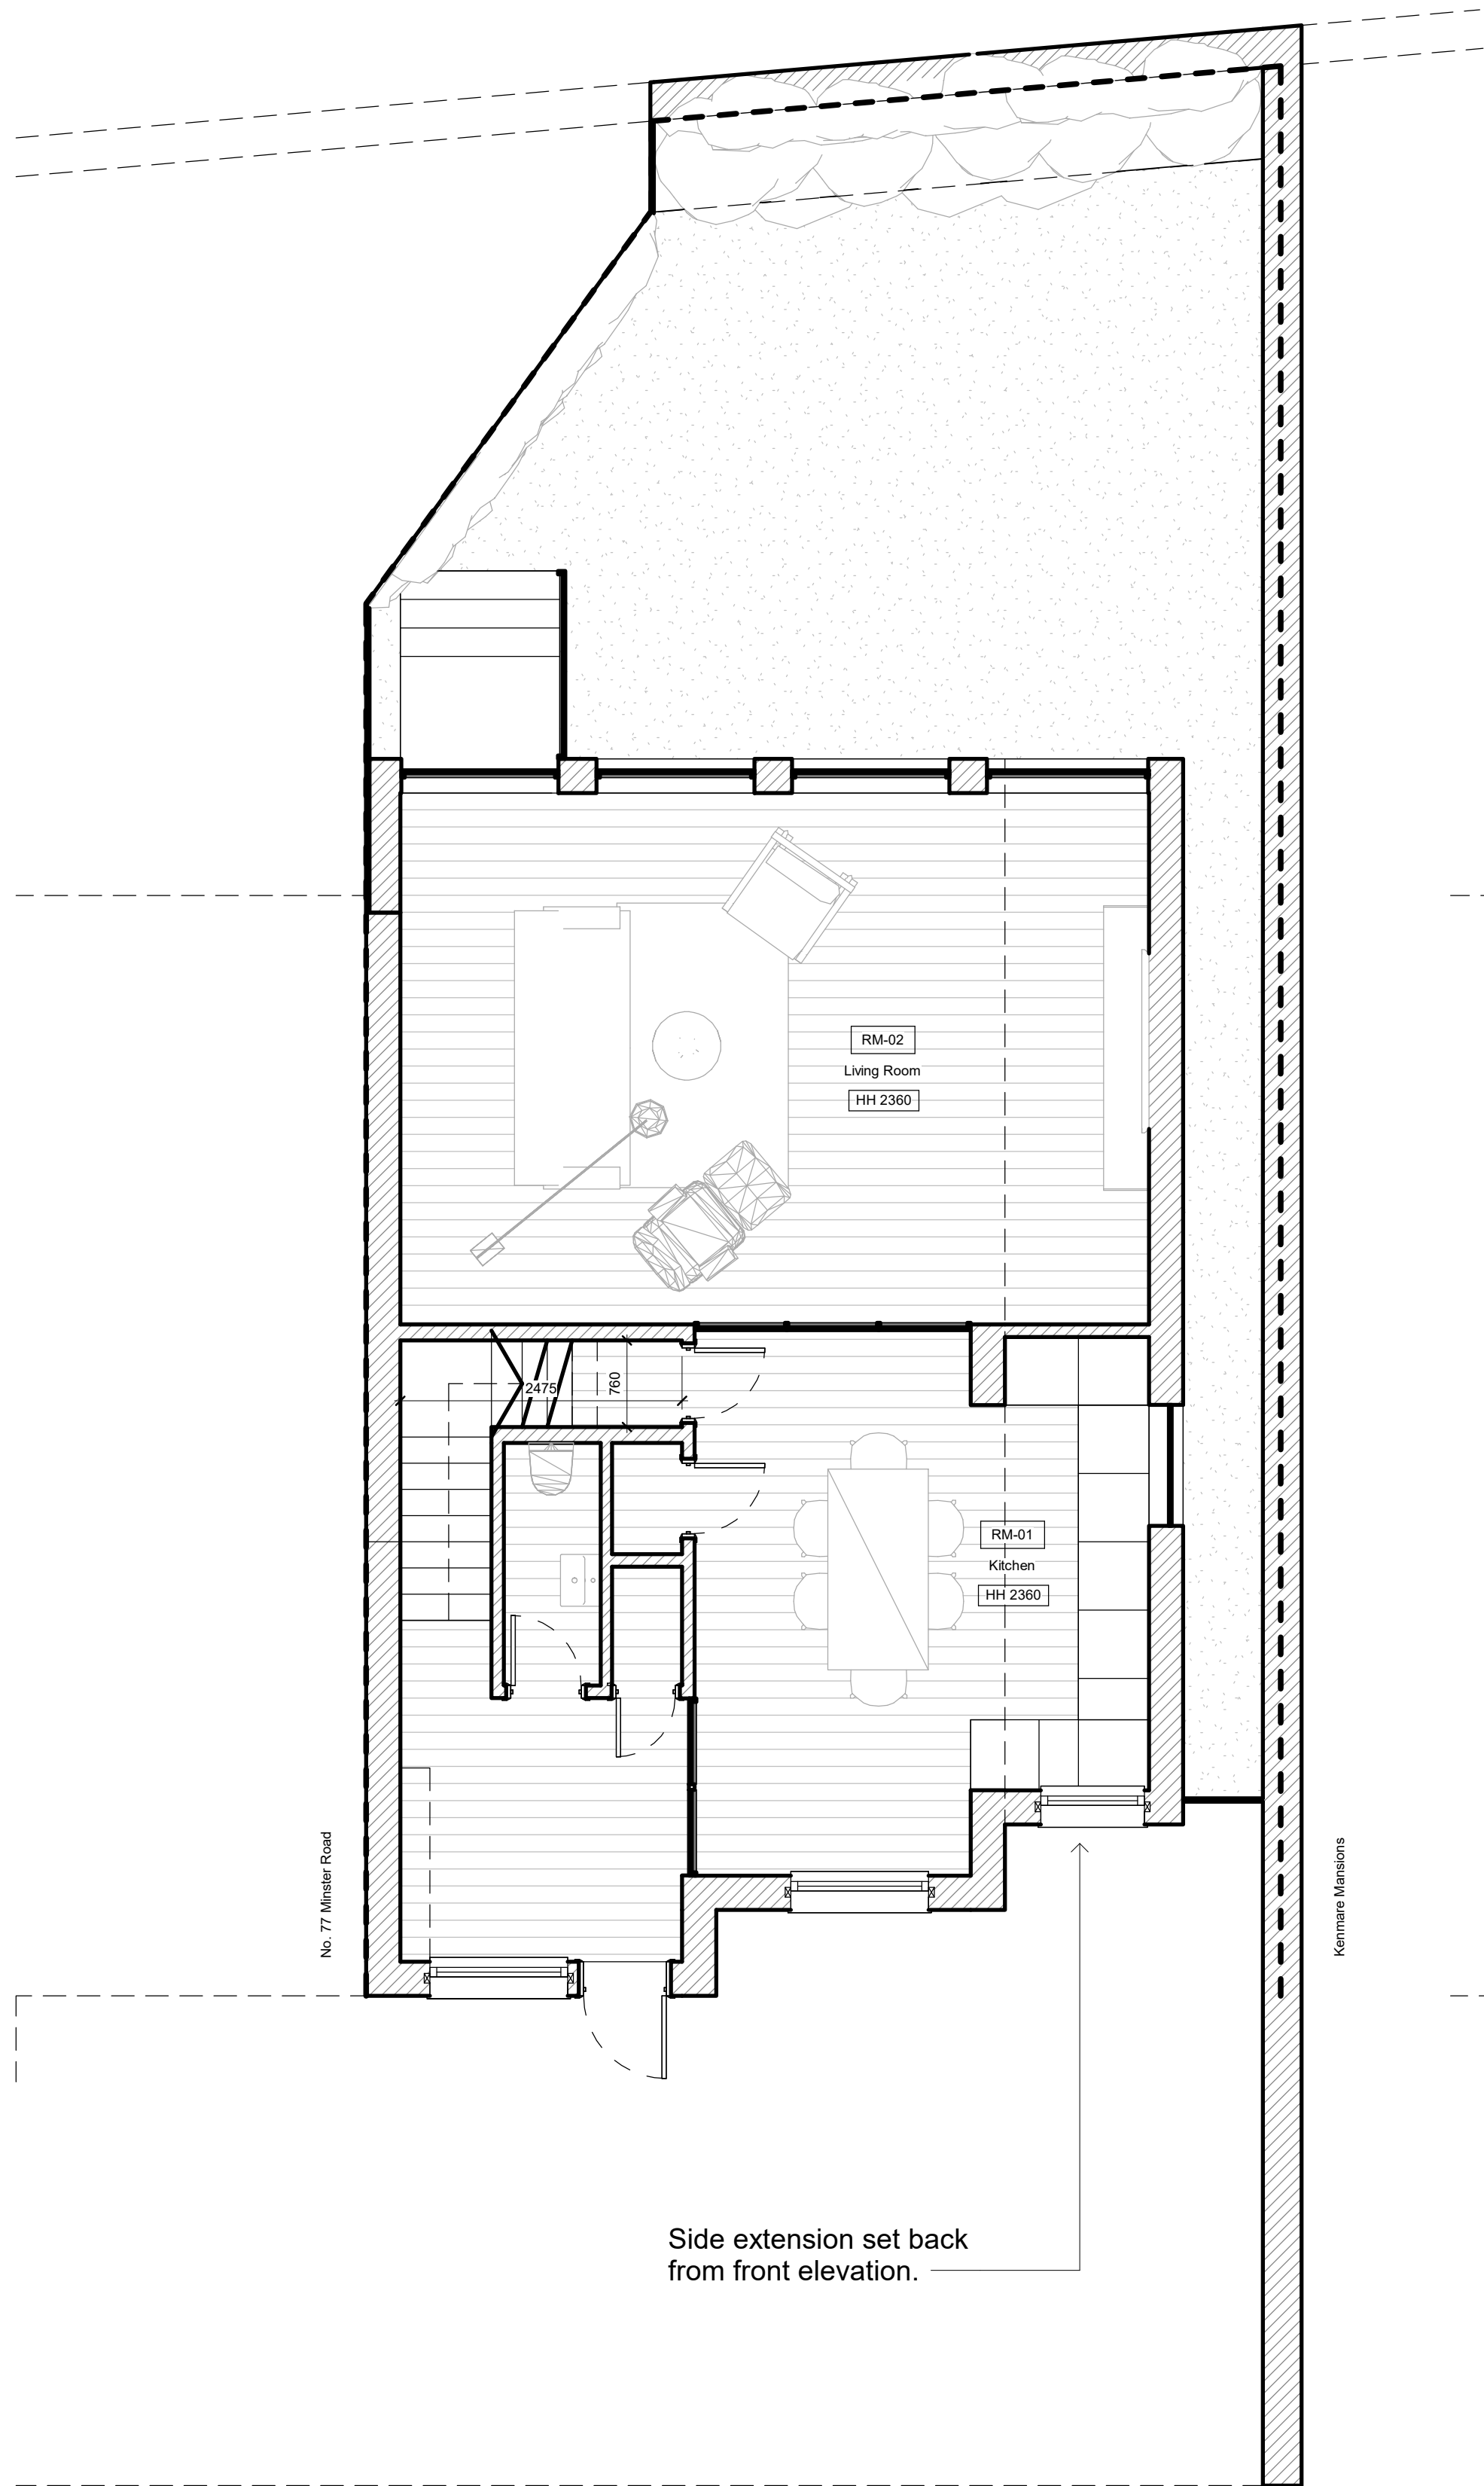 RM-02
Living Room
HH 2360
2475
760
RM-01
Kitchen
HH 2360
No. 77 Minster Road
Kenmare Mansions
Side extension set back
from front elevation.